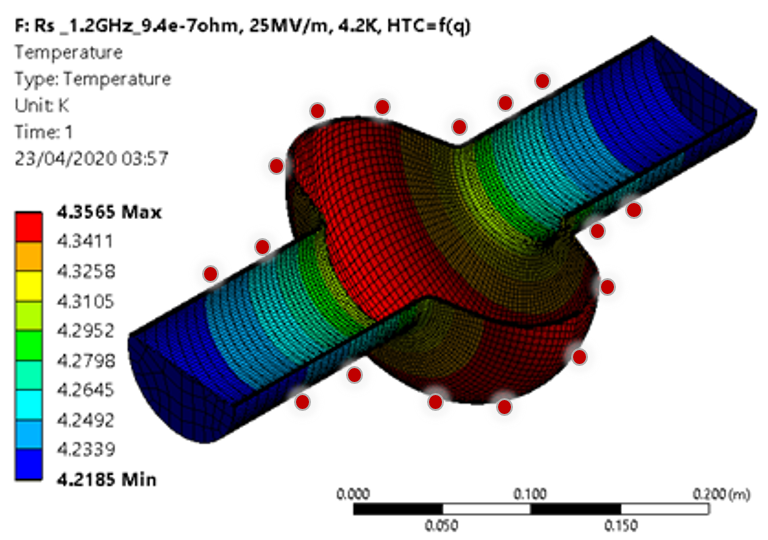 F: Rs _1.2GHz_9.4e-7ohm, 25MV/m, 4.2K, HTC=f(q)
Temperature
Type: Temperature
Unit: K
Time: 1
23/04/2020 03:57
4.3565 Max
4.3411
4.3258
4.3105
4.2952
4.2798
4.2645
4.2492
4.2339
4.2185 Min
0.000 0.100 0.200 (m)
0.050 0.150